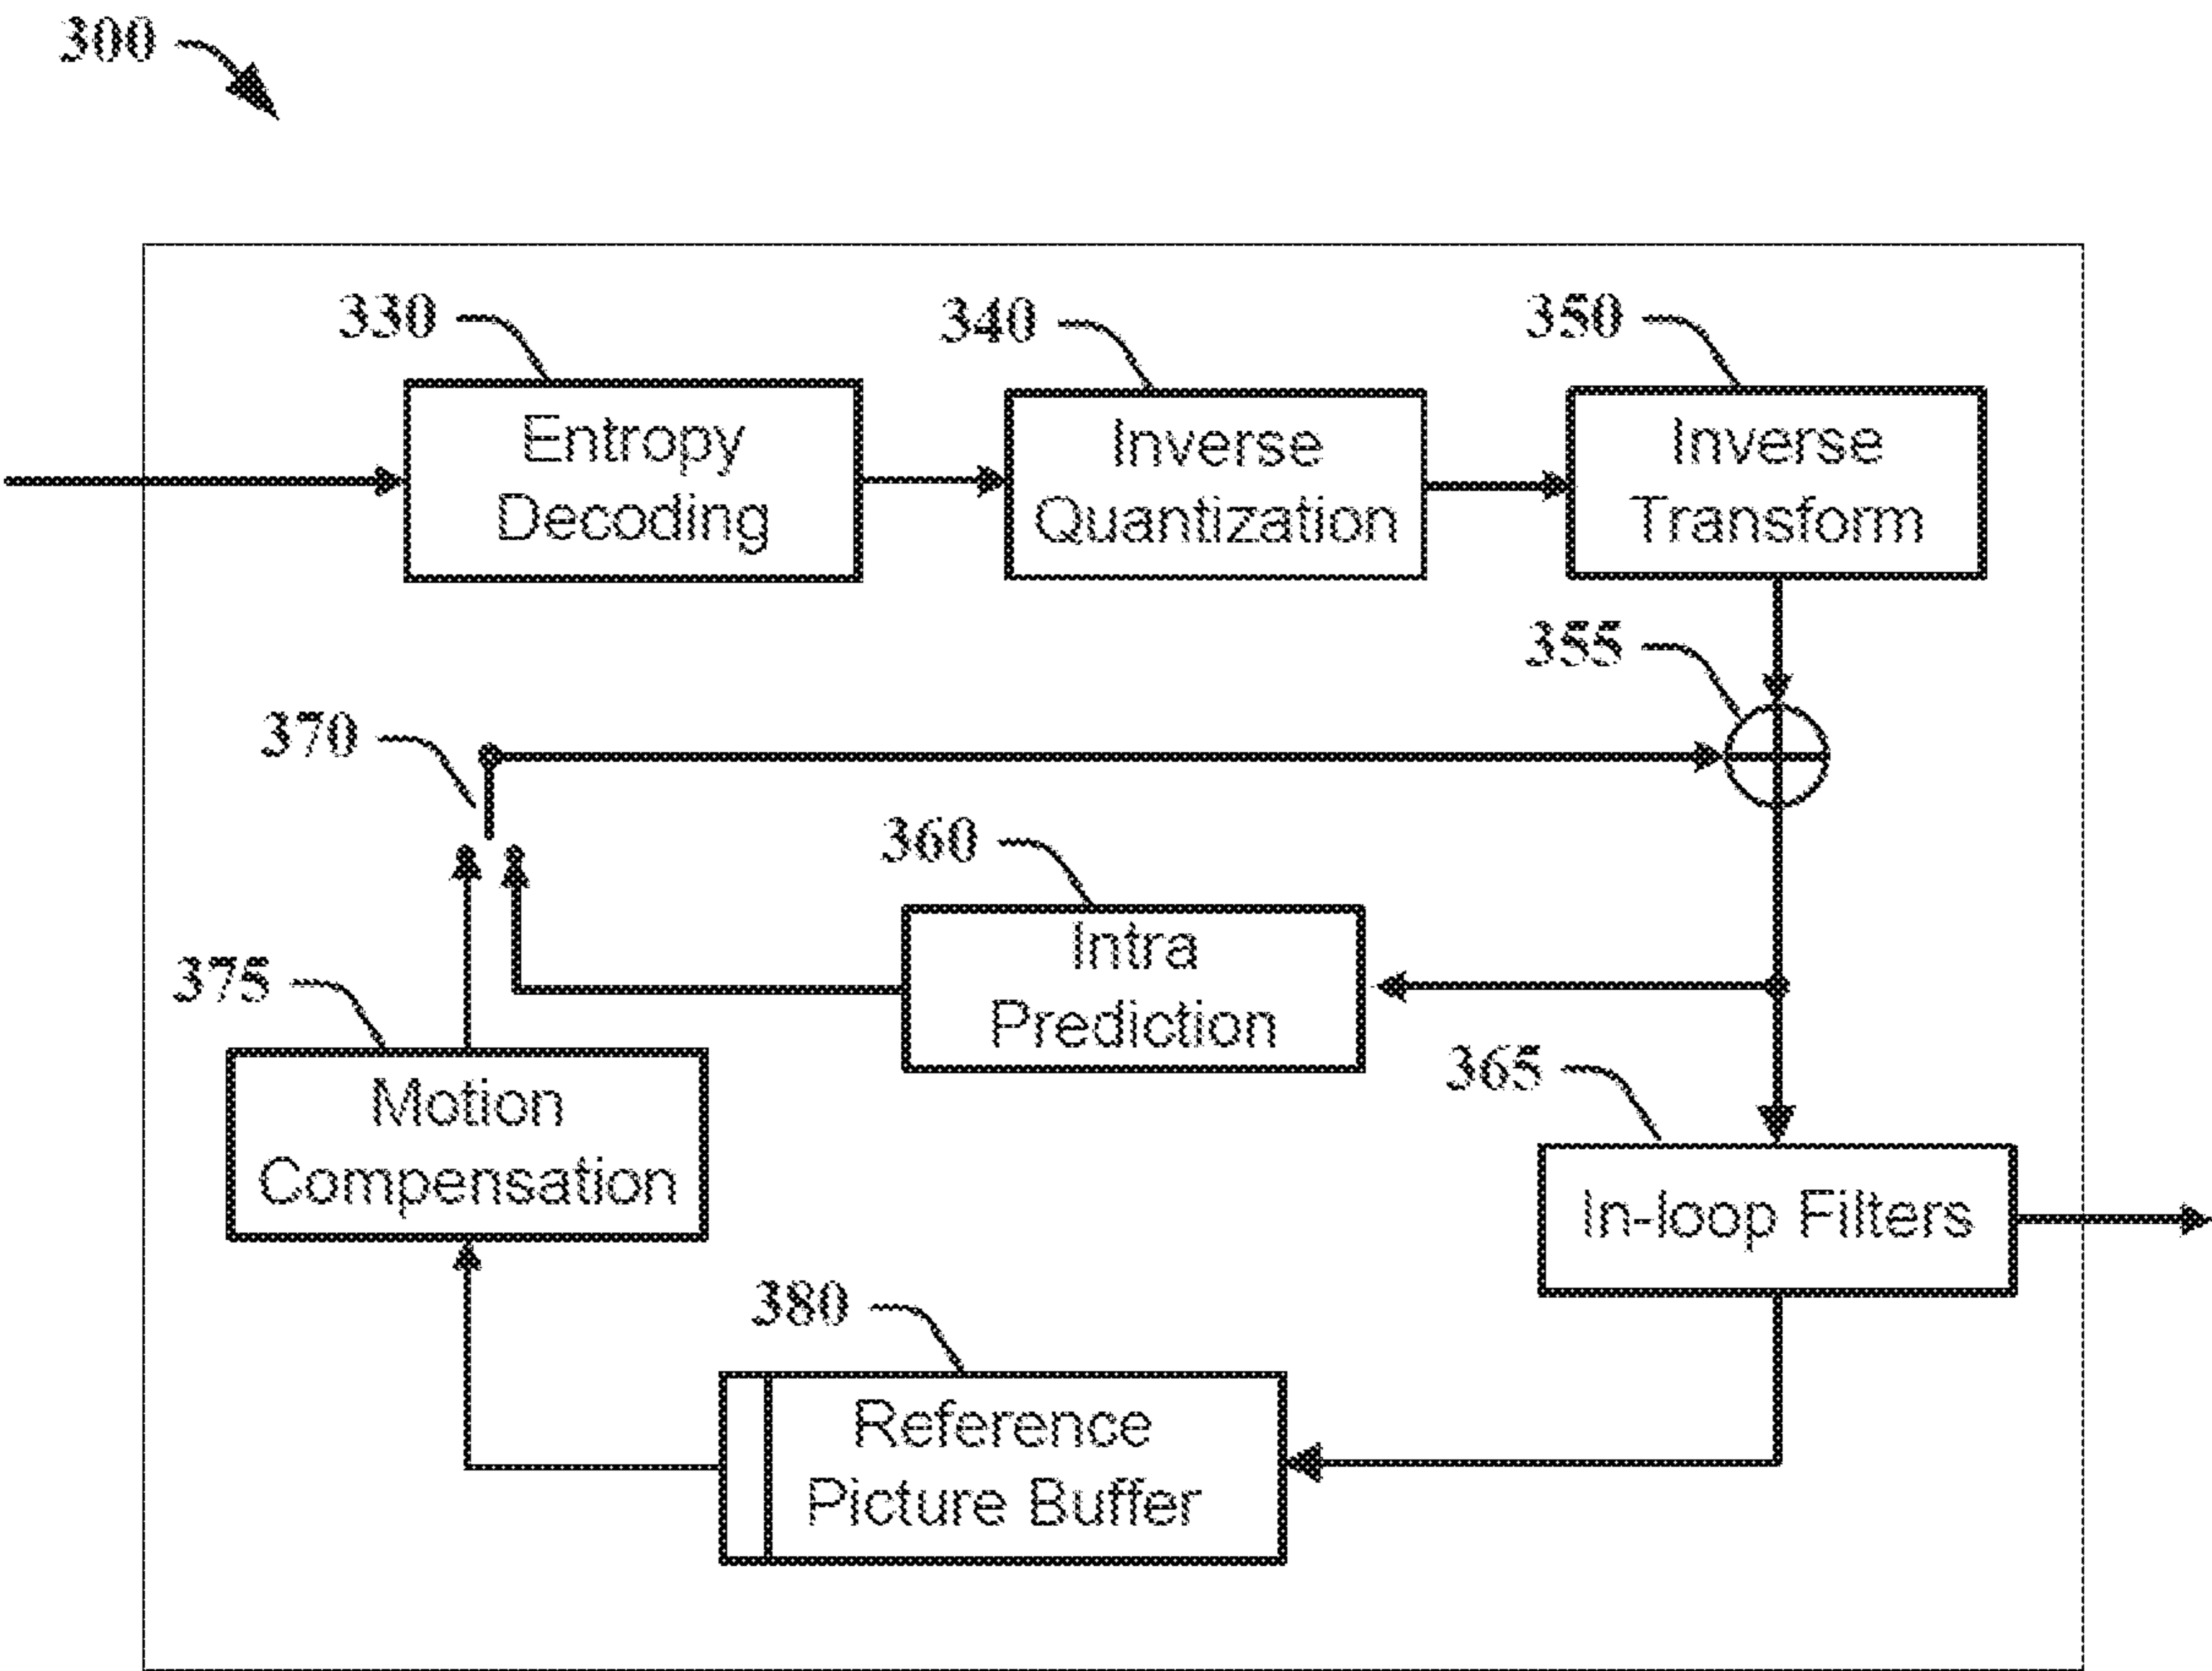 300
330
340
350
Entropy
Decoding
Inverse
Quantization
Inverse
Transform
355
370
360
Intra
Prediction
375
Motion
Compensation
365
In-loop Filters
380
Reference
Picture Buffer